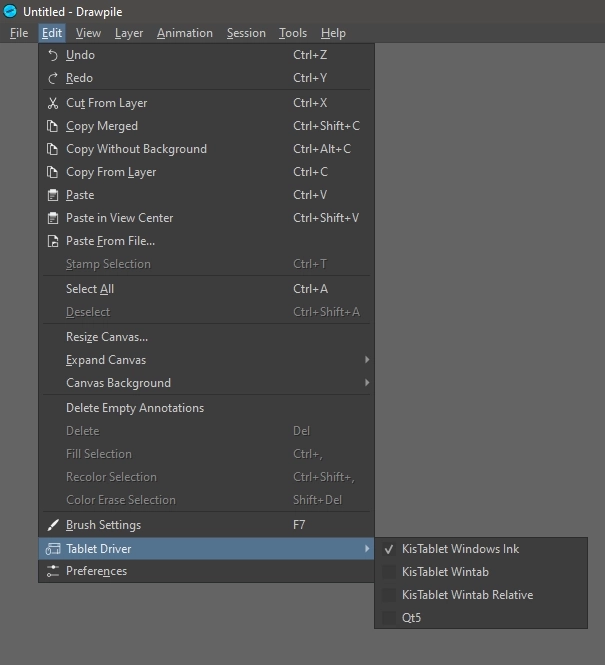 Untitled - Drawpile
File Edit View Layer Animation Session Tools Help
Undo Ctrl+Z
Redo Ctrl+Y
Cut From Layer Ctrl+X
Copy Merged Ctrl+Shift+C
Copy Without Background Ctrl+Alt+C
Copy From Layer Ctrl+C
Paste Ctrl+V
Paste in View Center Ctrl+Shift+V
Paste From File...
Stamp Selection Ctrl+T
Select All Ctrl+A
Deselect Ctrl+Shift+A
Resize Canvas...
Expand Canvas
Canvas Background
Delete Empty Annotations
Delete Del
Fill Selection Ctrl+,
Recolor Selection Ctrl+Shift+,
Color Erase Selection Shift+Del
Brush Settings F7
Tablet Driver
Preferences
KisTablet Windows Ink
KisTablet Wintab
KisTablet Wintab Relative
Qt5